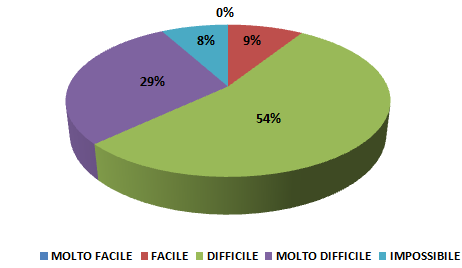 0%
8% 9%
29%
54%
MOLTO FACILE FACILE DIFFICILE MOLTO DIFFICILE IMPOSSIBILE